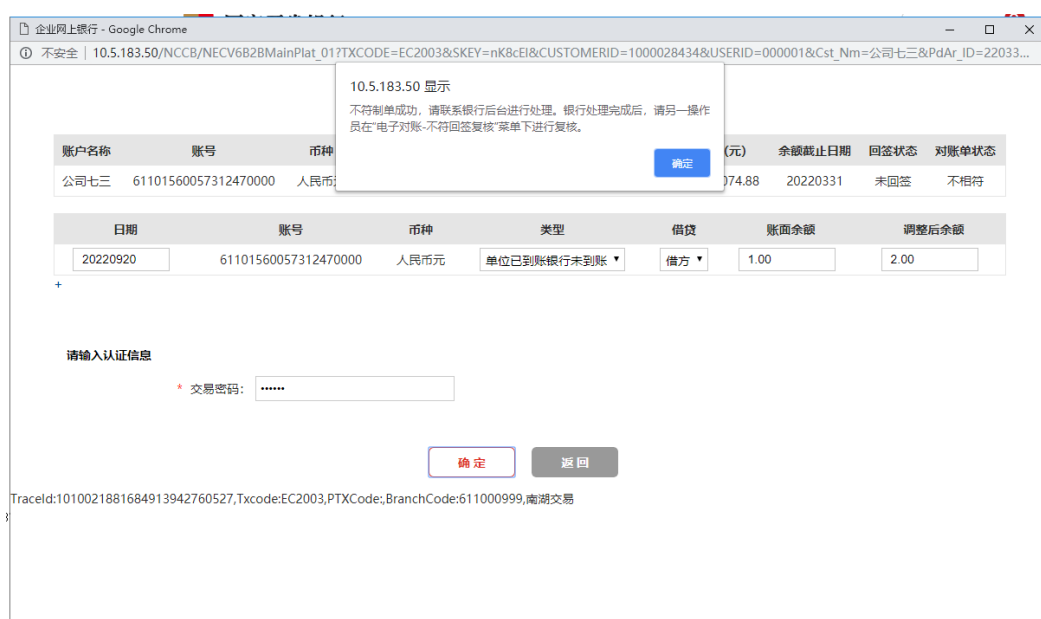 企业网上银行 - Google Chrome
不安全 | 10.5.183.50/NCCB/NECV6B2BMainPlat_01?TXCODE=EC2003&SKEY=nK8cEI&CUSTOMERID=1000028434&USERID=000001&Cst_Nm=公司七三&PdAr_ID=22033...
10.5.183.50 显示
不符制单成功，请联系银行后台进行处理。银行处理完成后，请另一操作
员在"电子对账-不符回签复核"菜单下进行复核。
确定
账户名称 账号 币种 (元) 余额截止日期 回签状态 对账单状态
公司七三 61101560057312470000 人民币 074.88 20220331 未回签 不相符
日期 账号 币种 类型 借贷 账面余额 调整后余额
20220920 61101560057312470000 人民币元 单位已到账银行未到账 借方 1.00 2.00
+
请输入认证信息
* 交易密码： ••••••
确定 返回
TraceId:1010021881684913942760527,Txcode:EC2003,PTXCode:,BranchCode:611000999,南湖交易